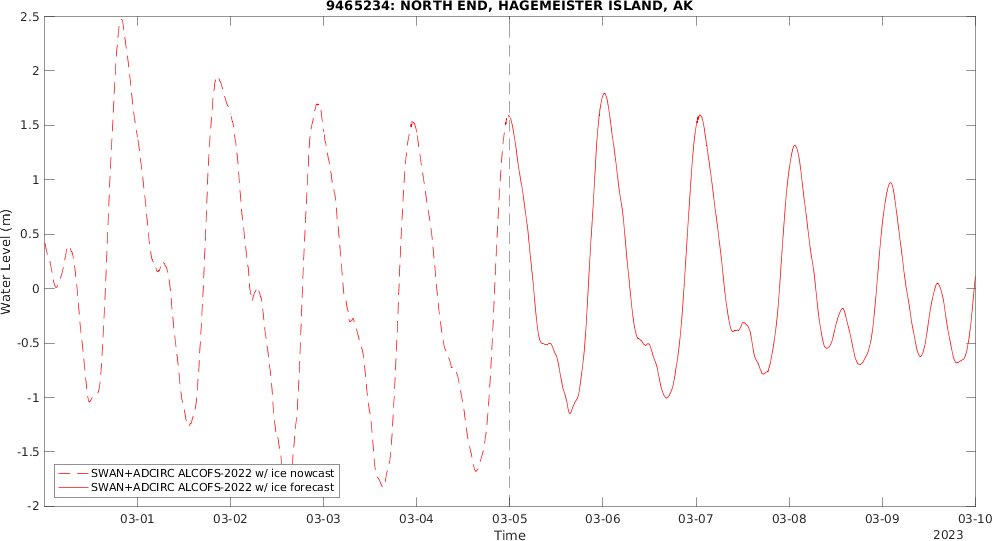 9465234: NORTH END, HAGEMEISTER ISLAND, AK
2.5
2
1.5
1
0.5
0
-0.5
-1
-1.5
-2
Water Level (m)
SWAN+ADCIRC ALCOFS-2022 w/ ice nowcast
SWAN+ADCIRC ALCOFS-2022 w/ ice forecast
03-01 03-02 03-03 03-04 03-05 03-06 03-07 03-08 03-09 03-10
Time
2023